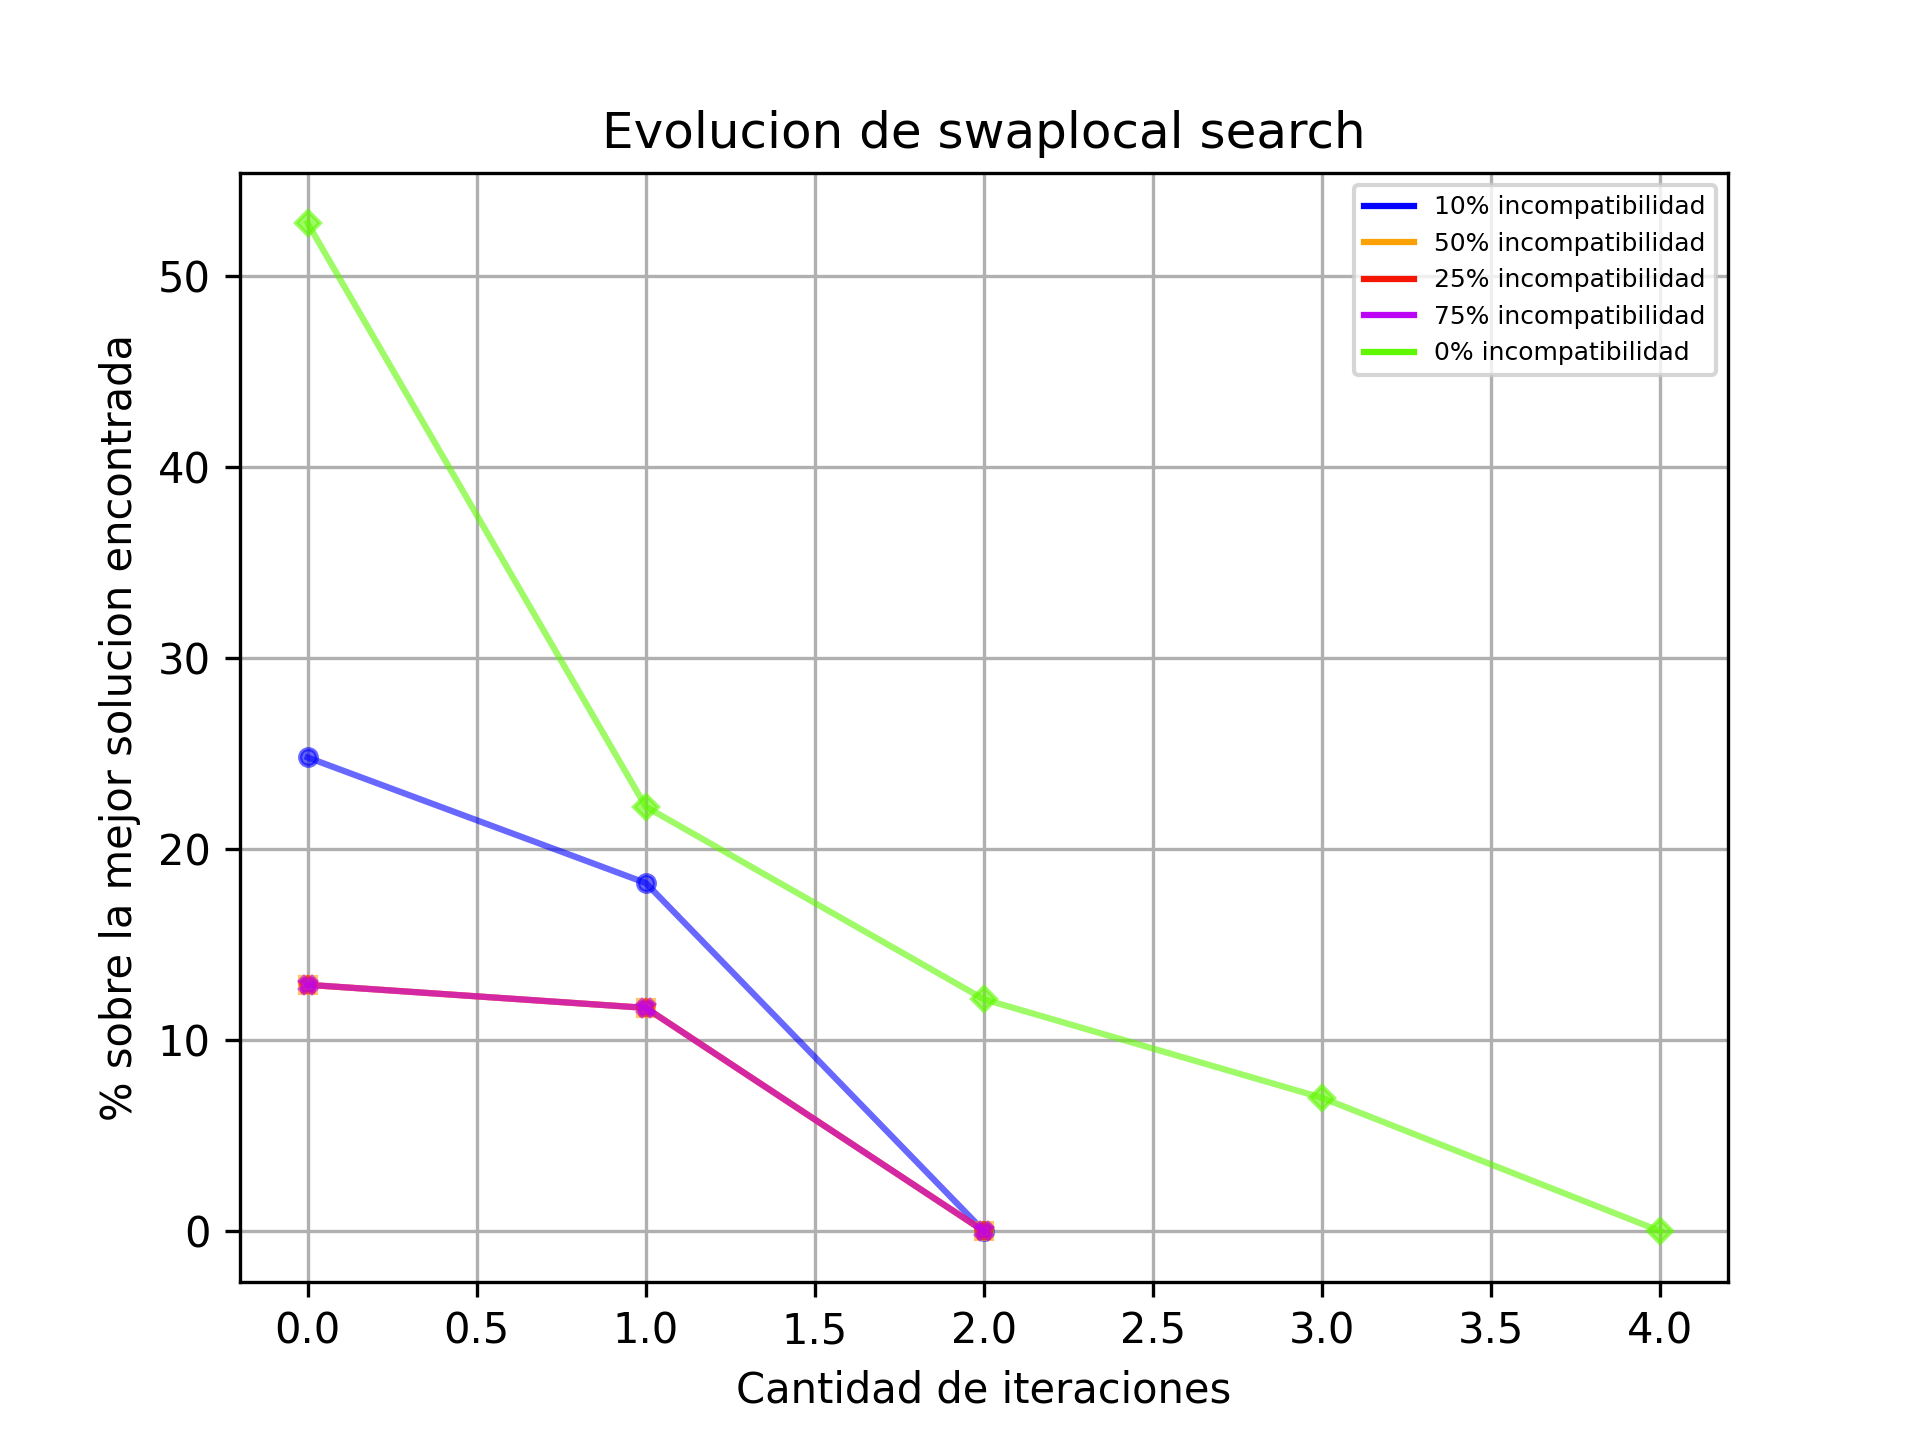 Evolucion de swaplocal search
10% incompatibilidad
50% incompatibilidad
25% incompatibilidad
75% incompatibilidad
0% incompatibilidad
% sobre la mejor solucion encontrada
50
40
30
20
10
0
0.0 0.5 1.0 1.5 2.0 2.5 3.0 3.5 4.0
Cantidad de iteraciones